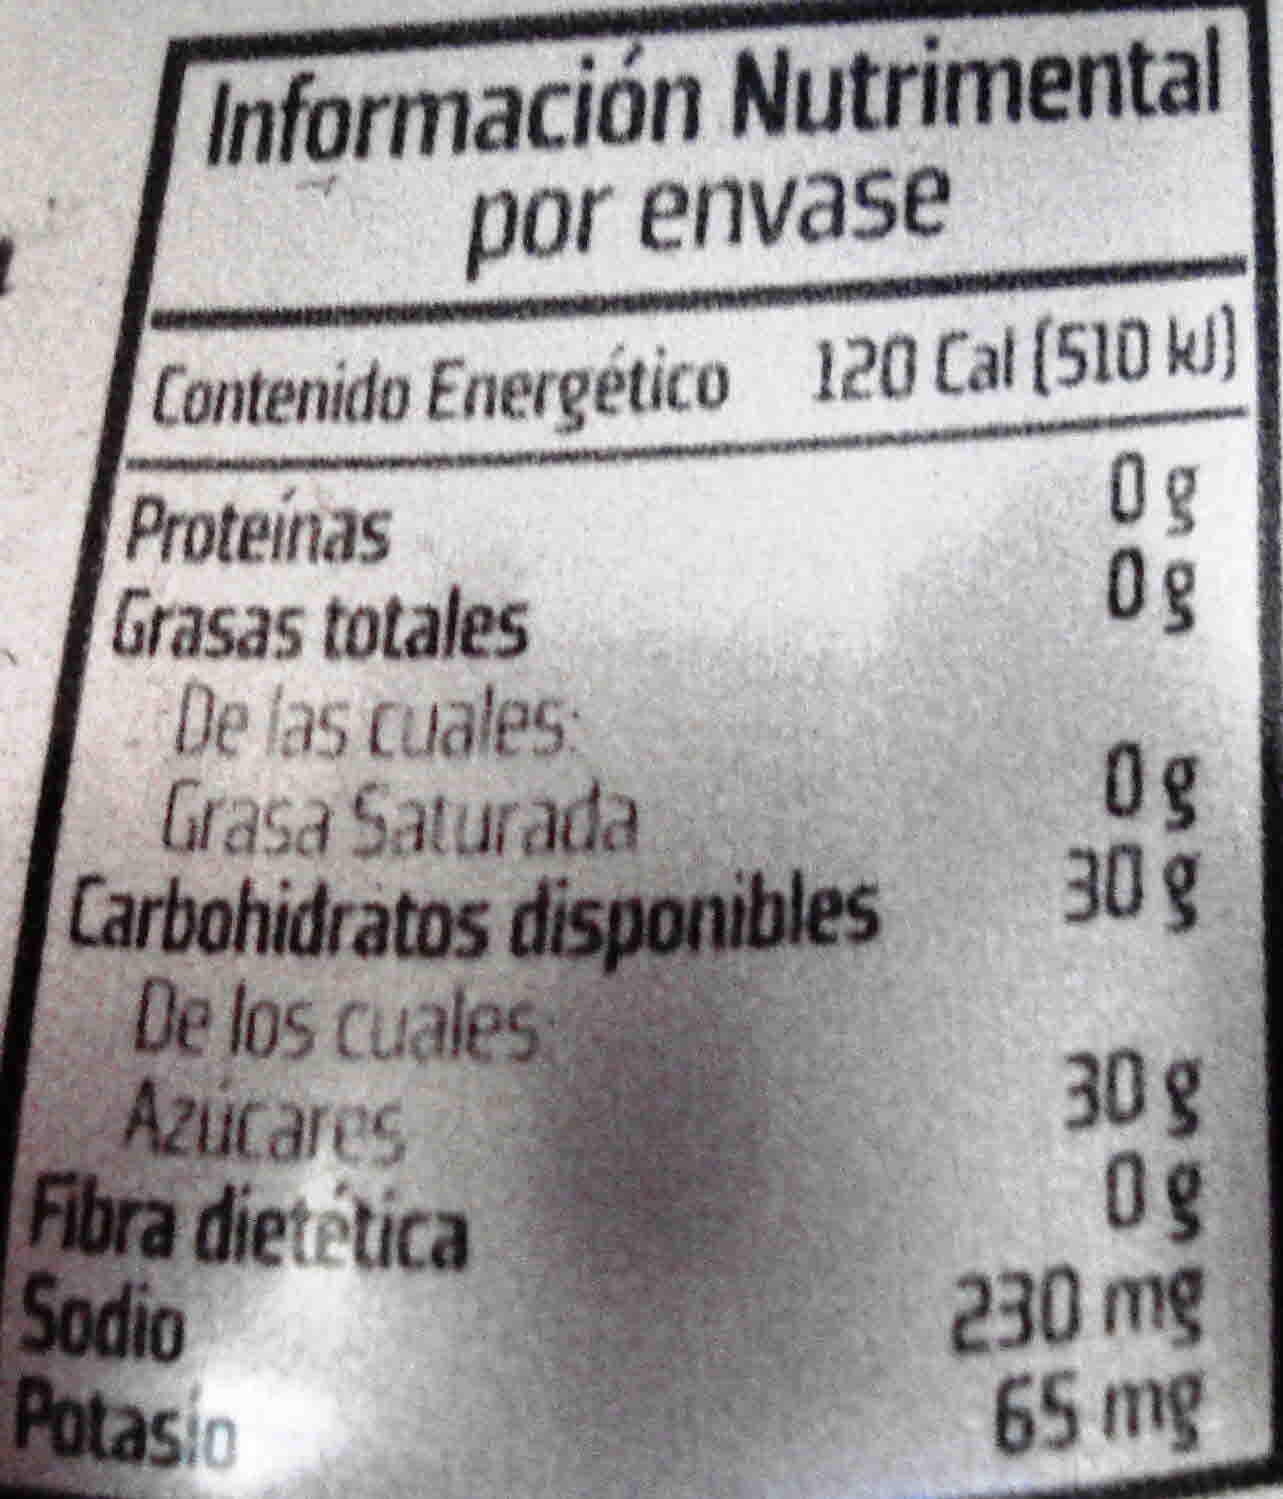 Información Nutrimental
por envase
Contenido Energético 120 Cal (510 kJ)
Proteínas 0 g
Grasas totales 0 g
De las cuales:
Grasa Saturada 0 g
Carbohidratos disponibles 30 g
De los cuales:
Azúcares 30 g
Fibra dietética 0 g
Sodio 230 mg
Potasio 65 mg